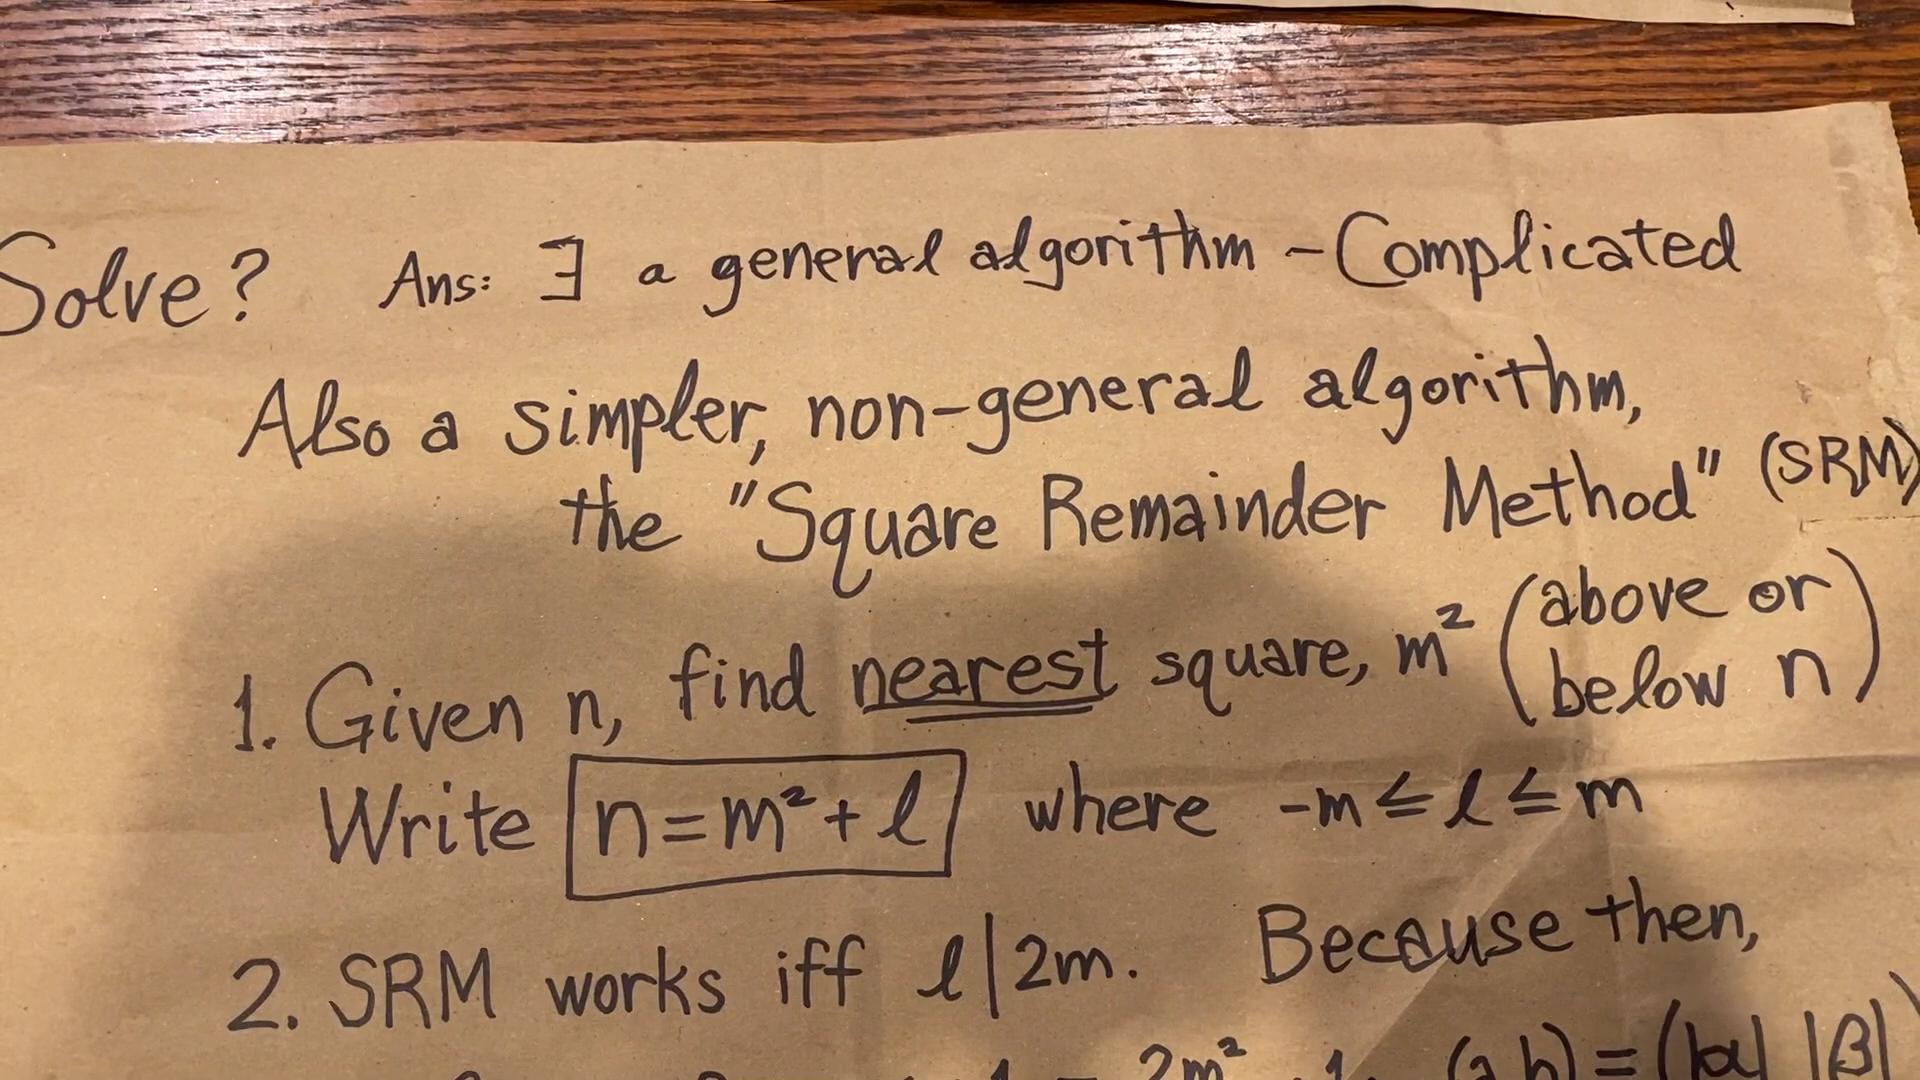 Solve? Ans: ∃ a general algorithm - Complicated
Also a simpler, non-general algorithm,
the "Square Remainder Method" (SRM)
1. Given n, find nearest square, m² (above or below n)
Write n=m²+l where -m≤l≤m
2. SRM works iff l|2m. Because then,
2m² (a,b)=(|α| |β|)